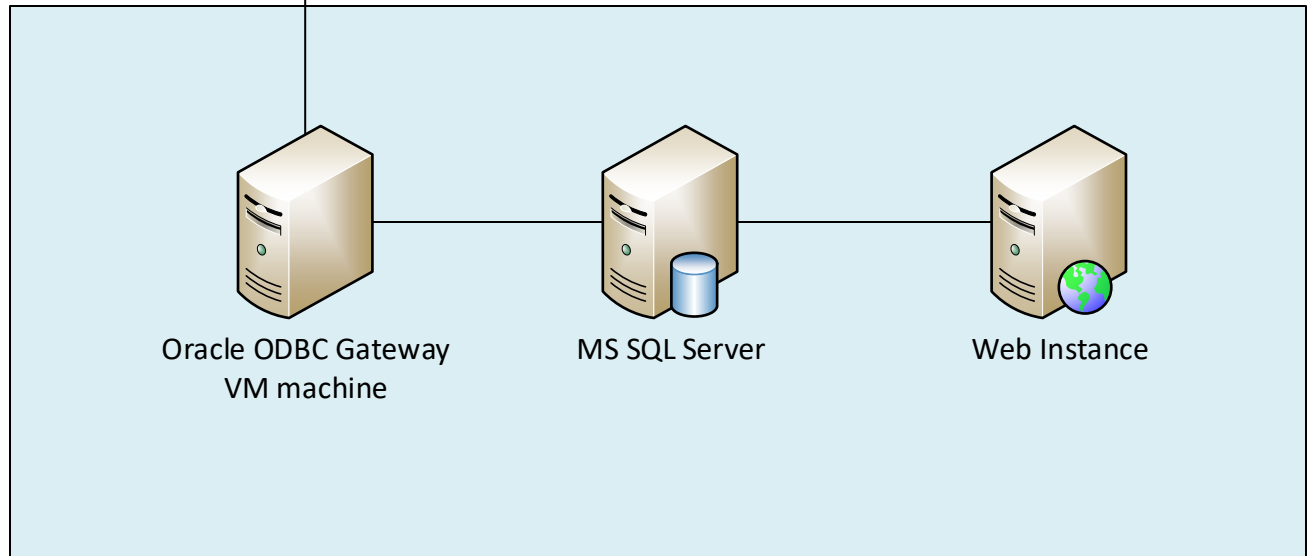 Oracle ODBC Gateway
VM machine
MS SQL Server
Web Instance